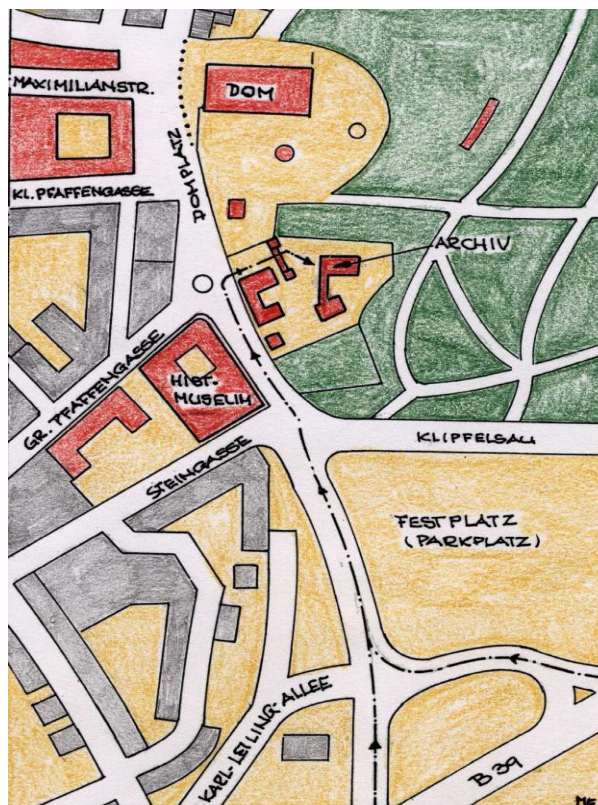 MAXIMILIANSTR.
DOM
DOMPLATZ
KL. PFAFFENGASSE
ARCHIV
GR. PFAFFENGASSE
HIST.
MUSEUM
STEINGASSE
KLIPFELSAU
FESTPLATZ
(PARKPLATZ)
KARL-LEILING-ALLEE
B 39